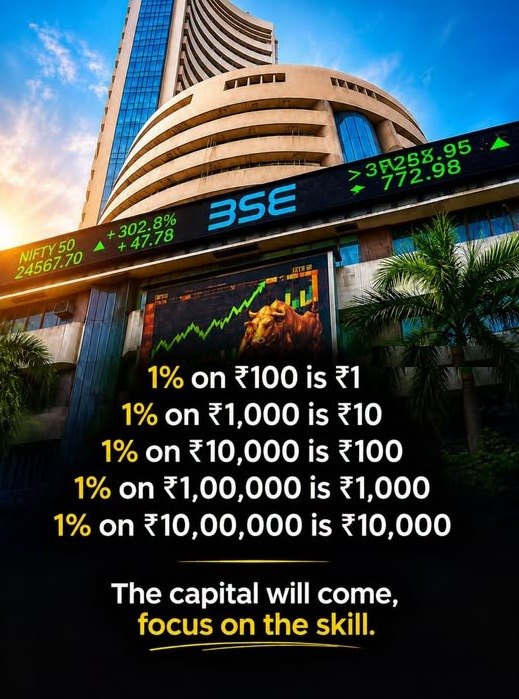 NIFTY 50
24567.70
+302.8%
+47.78
BSE
772.98
1% on ₹100 is ₹1
1% on ₹1,000 is ₹10
1% on ₹10,000 is ₹100
1% on ₹1,00,000 is ₹1,000
1% on ₹10,00,000 is ₹10,000
The capital will come,
focus on the skill.